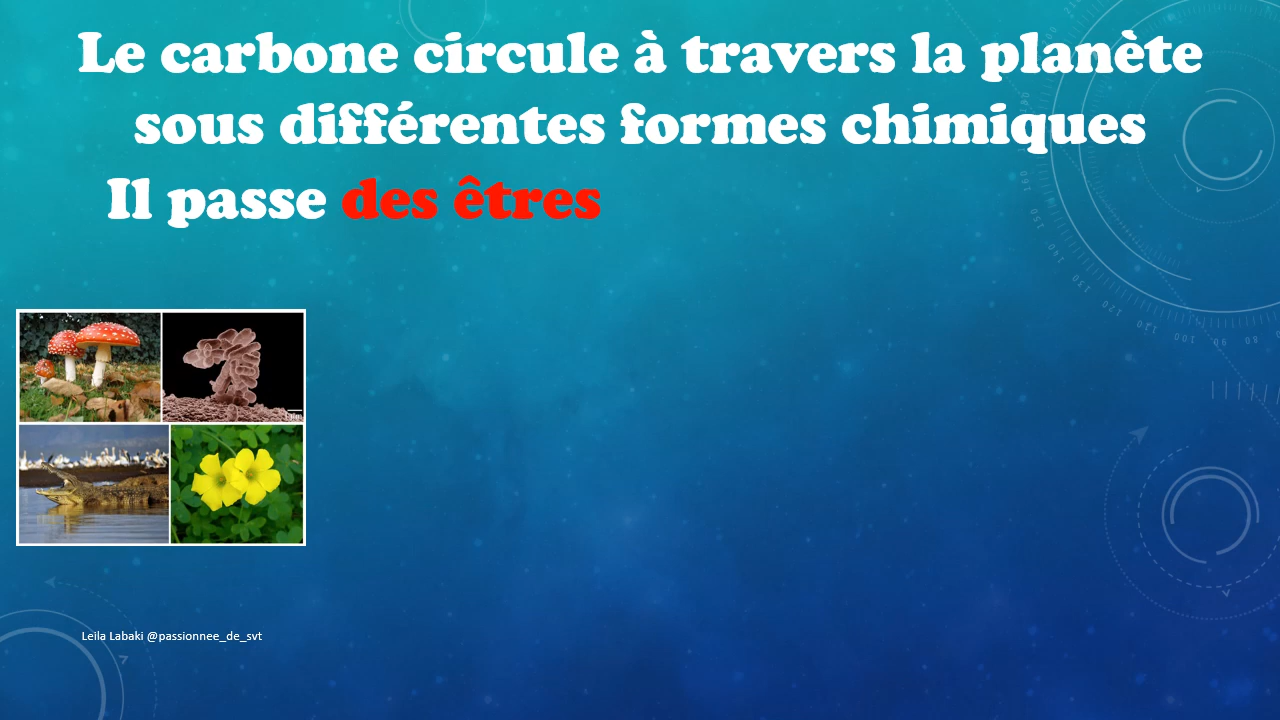 Le carbone circule à travers la planète
sous différentes formes chimiques
Il passe des êtres
Leila Labaki @passionnee_de_svt